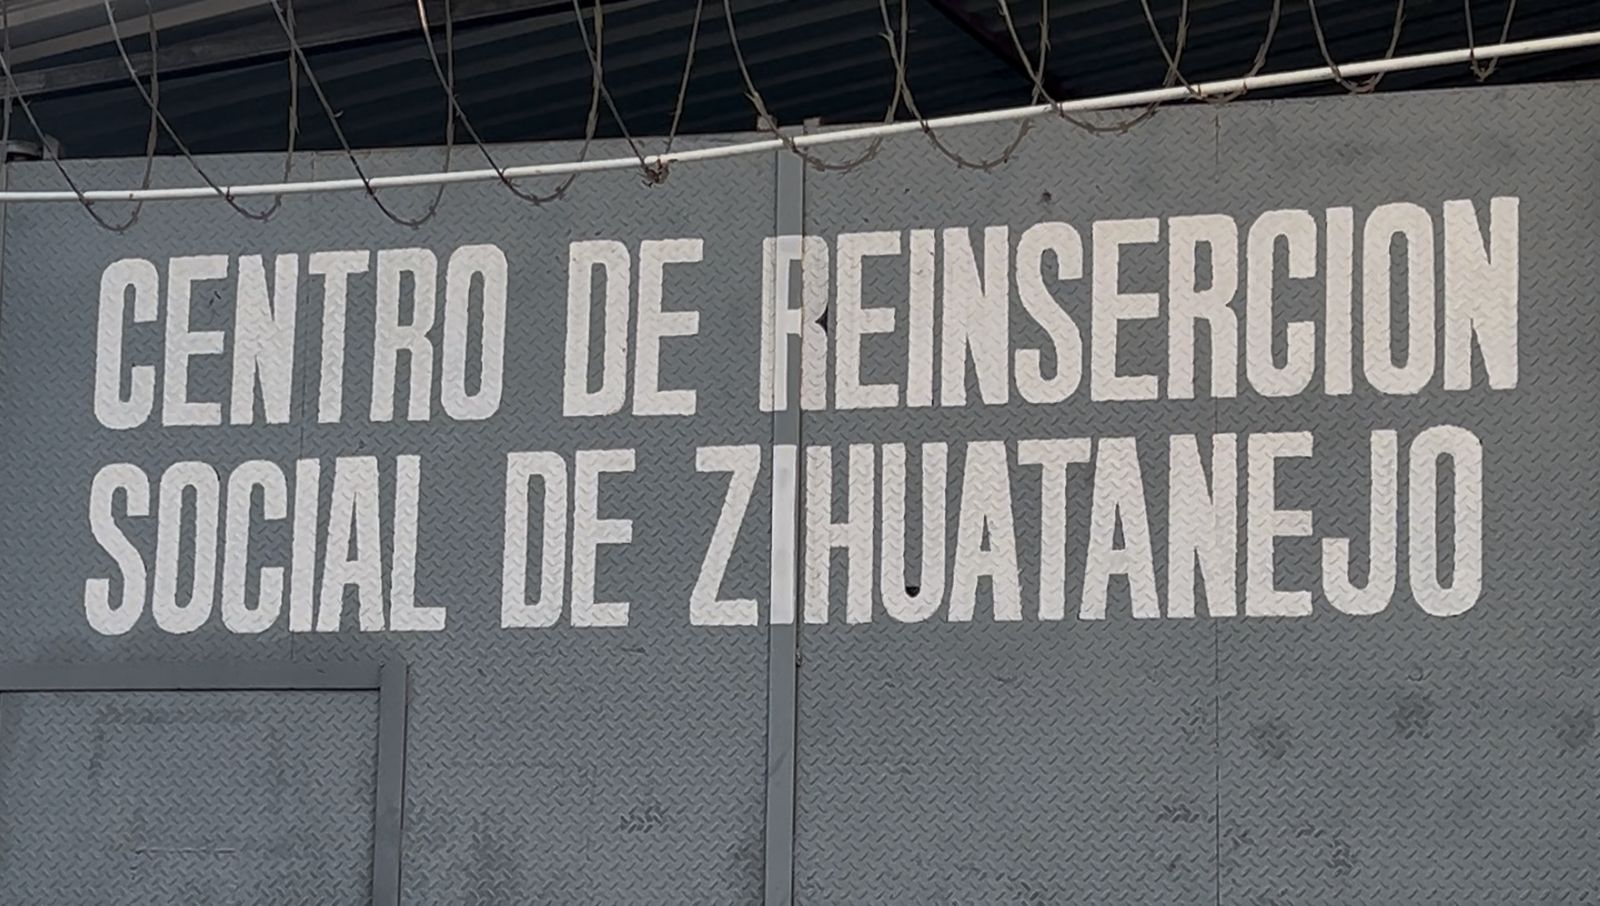 CENTRO DE REINSERCION
SOCIAL DE ZIHUATANEJO